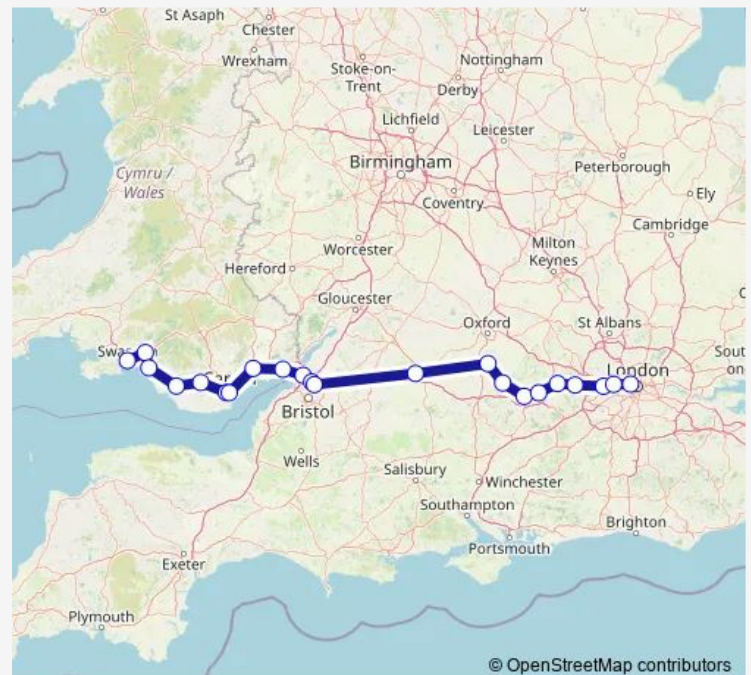 St Asaph
Chester
Wrexham
Stoke-on-
Trent
Nottingham
Derby
Lichfield
Leicester
Birmingham
Peterborough
Cymru /
Wales
Ely
Coventry
Cambridge
Worcester
Milton
Keynes
Hereford
Gloucester
Oxford
St Albans
London
Bristol
Wells
Salisbury
Winchester
Southampton
Brighton
Portsmouth
Exeter
Plymouth
© OpenStreetMap contributors